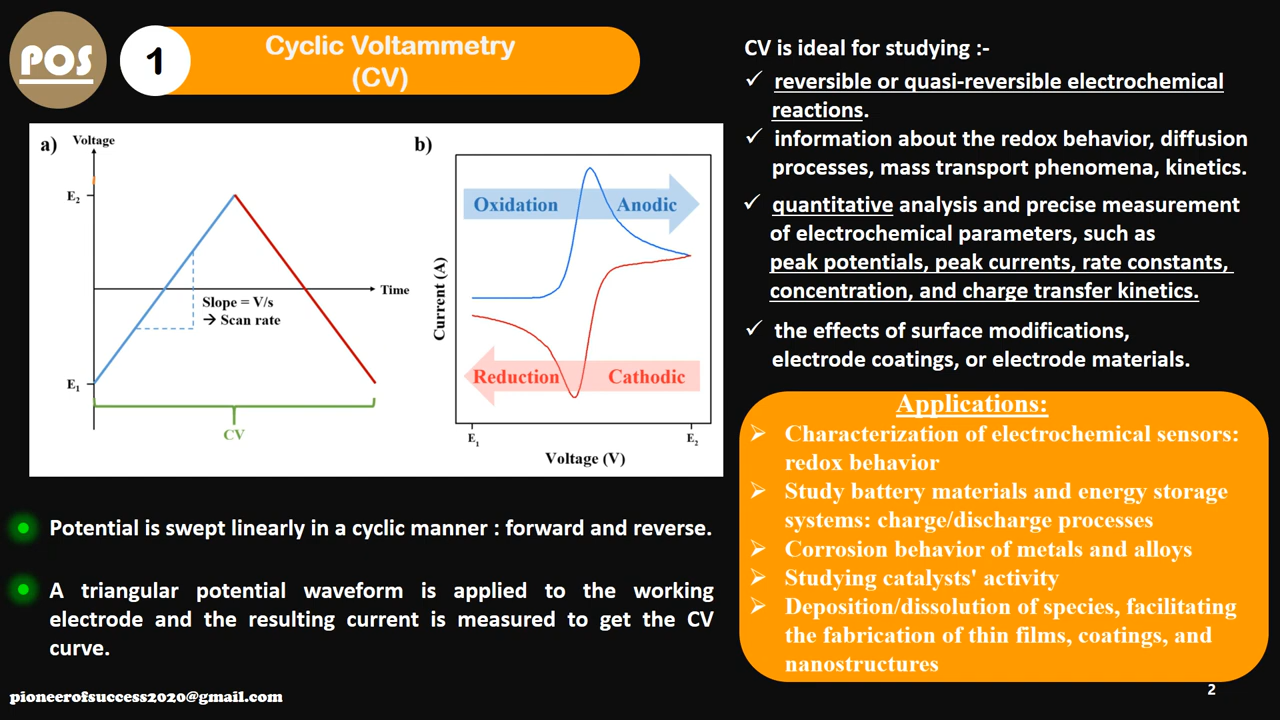 POS
1
Cyclic Voltammetry
(CV)
a)
Voltage
E2
E1
Time
Slope = V/s
→ Scan rate
CV
b)
Current (A)
Oxidation Anodic
Reduction Cathodic
E1
E2
Voltage (V)
Potential is swept linearly in a cyclic manner : forward and reverse.
A triangular potential waveform is applied to the working
electrode and the resulting current is measured to get the CV
curve.
pioneerofsuccess2020@gmail.com
CV is ideal for studying :-
✓ reversible or quasi-reversible electrochemical
reactions.
✓ information about the redox behavior, diffusion
processes, mass transport phenomena, kinetics.
✓ quantitative analysis and precise measurement
of electrochemical parameters, such as
peak potentials, peak currents, rate constants,
concentration, and charge transfer kinetics.
✓ the effects of surface modifications,
electrode coatings, or electrode materials.
Applications:
➢ Characterization of electrochemical sensors:
redox behavior
➢ Study battery materials and energy storage
systems: charge/discharge processes
➢ Corrosion behavior of metals and alloys
➢ Studying catalysts' activity
➢ Deposition/dissolution of species, facilitating
the fabrication of thin films, coatings, and
nanostructures
2